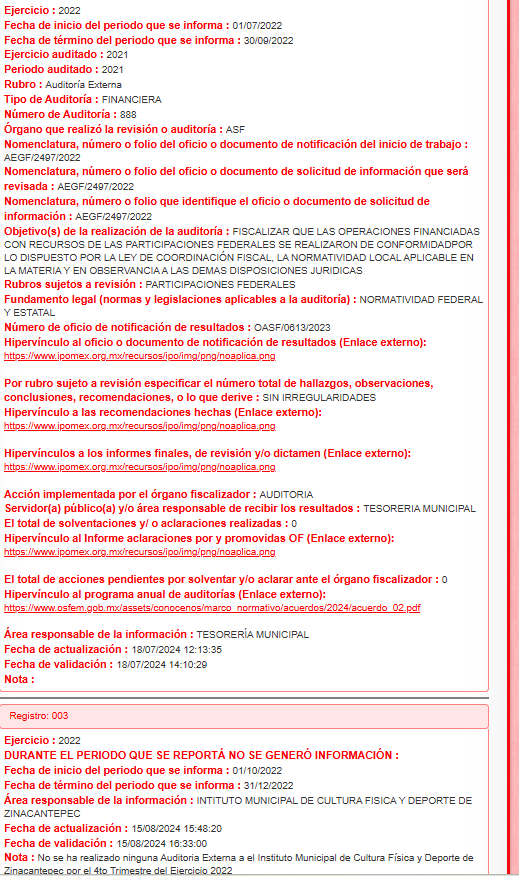 Ejercicio : 2022
Fecha de inicio del periodo que se informa : 01/07/2022
Fecha de término del periodo que se informa : 30/09/2022
Ejercicio auditado : 2021
Periodo auditado : 2021
Rubro : Auditoría Externa
Tipo de Auditoría : FINANCIERA
Número de Auditoría : 888
Órgano que realizó la revisión o auditoría : ASF
Nomenclatura, número o folio del oficio o documento de notificación del inicio de trabajo :
AEGF/2497/2022
Nomenclatura, número o folio del oficio o documento de solicitud de información que será
revisada : AEGF/2497/2022
Nomenclatura, número o folio que identifique el oficio o documento de solicitud de
información : AEGF/2497/2022
Objetivo(s) de la realización de la auditoría : FISCALIZAR QUE LAS OPERACIONES FINANCIADAS
CON RECURSOS DE LAS PARTICIPACIONES FEDERALES SE REALIZARON DE CONFORMIDADPOR
LO DISPUESTO POR LA LEY DE COORDINACIÓN FISCAL, LA NORMATIVIDAD LOCAL APLICABLE EN
LA MATERIA Y EN OBSERVANCIA A LAS DEMAS DISPOSICIONES JURIDICAS
Rubros sujetos a revisión : PARTICIPACIONES FEDERALES
Fundamento legal (normas y legislaciones aplicables a la auditoría) : NORMATIVIDAD FEDERAL
Y ESTATAL
Número de oficio de notificación de resultados : OASF/0613/2023
Hipervínculo al oficio o documento de notificación de resultados (Enlace externo):
https://www.ipomex.org.mx/recursos/ipo/img/png/noaplica.png
Por rubro sujeto a revisión especificar el número total de hallazgos, observaciones,
conclusiones, recomendaciones, o lo que derive : SIN IRREGULARIDADES
Hipervínculo a las recomendaciones hechas (Enlace externo):
https://www.ipomex.org.mx/recursos/ipo/img/png/noaplica.png
Hipervínculos a los informes finales, de revisión y/o dictamen (Enlace externo):
https://www.ipomex.org.mx/recursos/ipo/img/png/noaplica.png
Acción implementada por el órgano fiscalizador : AUDITORIA
Servidor(a) público(a) y/o área responsable de recibir los resultados : TESORERIA MUNICIPAL
El total de solventaciones y/ o aclaraciones realizadas : 0
Hipervínculo al Informe aclaraciones por y promovidas OF (Enlace externo):
https://www.ipomex.org.mx/recursos/ipo/img/png/noaplica.png
El total de acciones pendientes por solventar y/o aclarar ante el órgano fiscalizador : 0
Hipervínculo al programa anual de auditorías (Enlace externo):
https://www.osfem.gob.mx/assets/conocenos/marco_normativo/acuerdos/2024/acuerdo_02.pdf
Área responsable de la información : TESORERÍA MUNICIPAL
Fecha de actualización : 18/07/2024 12:13:35
Fecha de validación : 18/07/2024 14:10:29
Nota :
Registro: 003
Ejercicio : 2022
DURANTE EL PERIODO QUE SE REPORTÁ NO SE GENERÓ INFORMACIÓN :
Fecha de inicio del periodo que se informa : 01/10/2022
Fecha de término del periodo que se informa : 31/12/2022
Área responsable de la información : INTITUTO MUNICIPAL DE CULTURA FISICA Y DEPORTE DE
ZINACANTEPEC
Fecha de actualización : 15/08/2024 15:48:20
Fecha de validación : 15/08/2024 16:33:00
Nota : No se ha realizado ninguna Auditoria Externa a el Instituto Municipal de Cultura Física y Deporte de
Zinacantepec por el 4to Trimestre del Ejercicio 2022